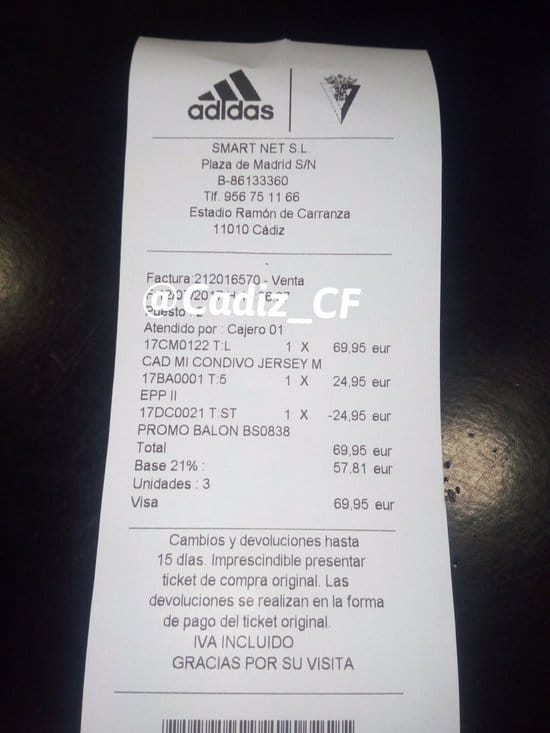 adidas
SMART NET S.L.
Plaza de Madrid S/N
B-86133360
Tlf. 956 75 11 66
Estadio Ramón de Carranza
11010 Cádiz
Factura:212016570 - Venta
@Cadiz_CF
Puesto : 2
Atendido por : Cajero 01
17CM0122 T:L 1 X 69,95 eur
CAD MI CONDIVO JERSEY M
17BA0001 T:5 1 X 24,95 eur
EPP II
17DC0021 T:ST 1 X -24,95 eur
PROMO BALON BS0838
Total 69,95 eur
Base 21% : 57,81 eur
Unidades : 3
Visa 69,95 eur
Cambios y devoluciones hasta
15 días. Imprescindible presentar
ticket de compra original. Las
devoluciones se realizan en la forma
de pago del ticket original.
IVA INCLUIDO
GRACIAS POR SU VISITA